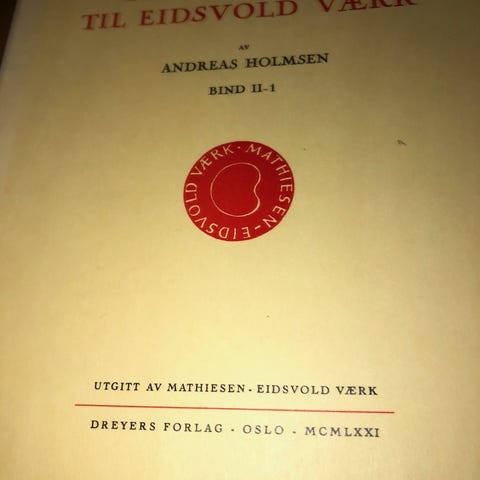 TIL EIDSVOLD VÆRK
AV
ANDREAS HOLMSEN
BIND II-1
MATHIESEN - EIDSVOLD VÆRK ·
UTGITT AV MATHIESEN - EIDSVOLD VÆRK
DREYERS FORLAG - OSLO - MCMLXXI